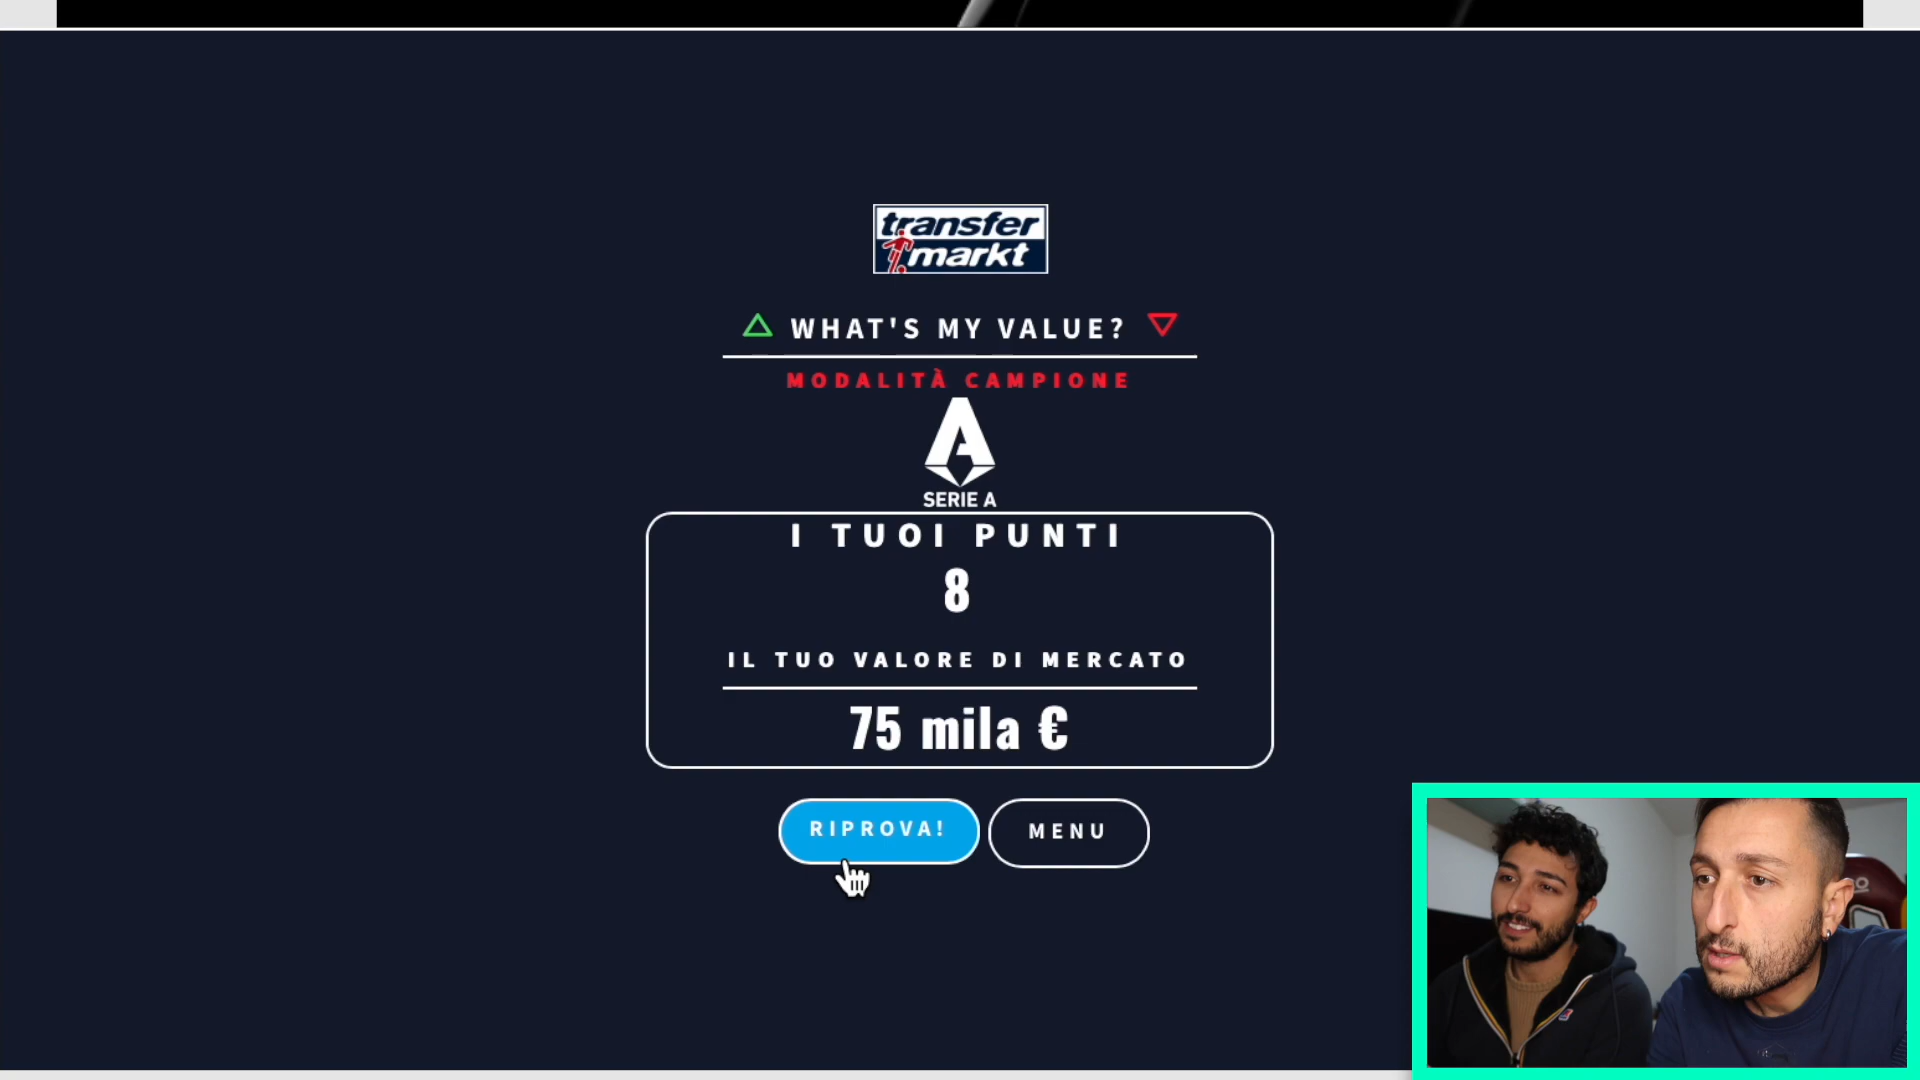 transfer
markt
WHAT'S MY VALUE?
MODALITÀ CAMPIONE
SERIE A
I TUOI PUNTI
8
IL TUO VALORE DI MERCATO
75 mila €
RIPROVA!
MENU